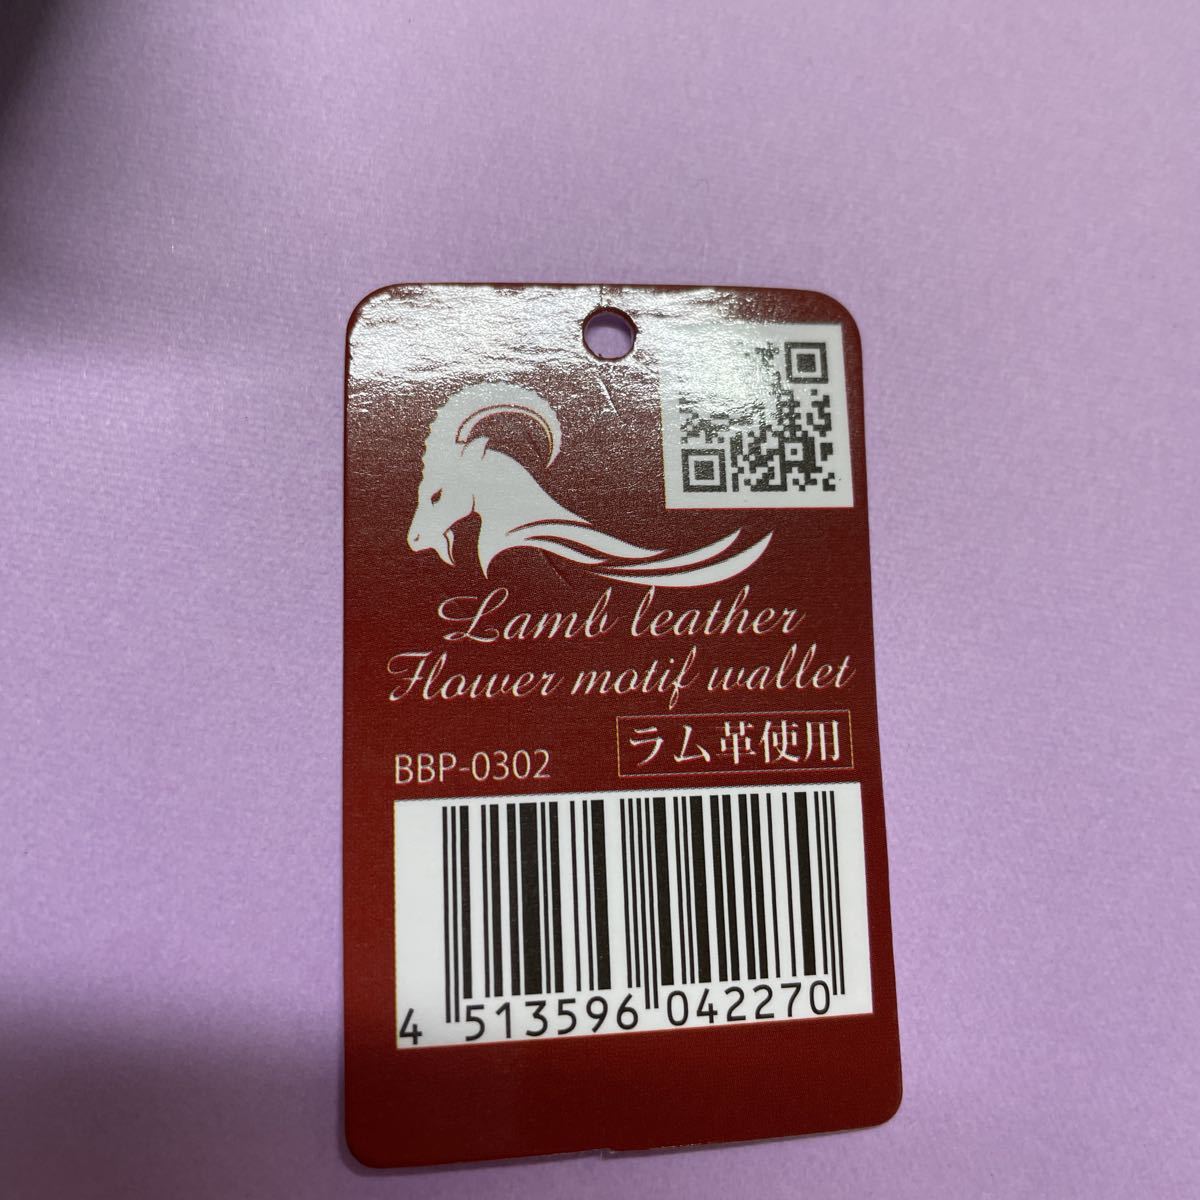 Lamb leather
Flower motif wallet
BBP-0302
ラム革使用
4 513596 042270